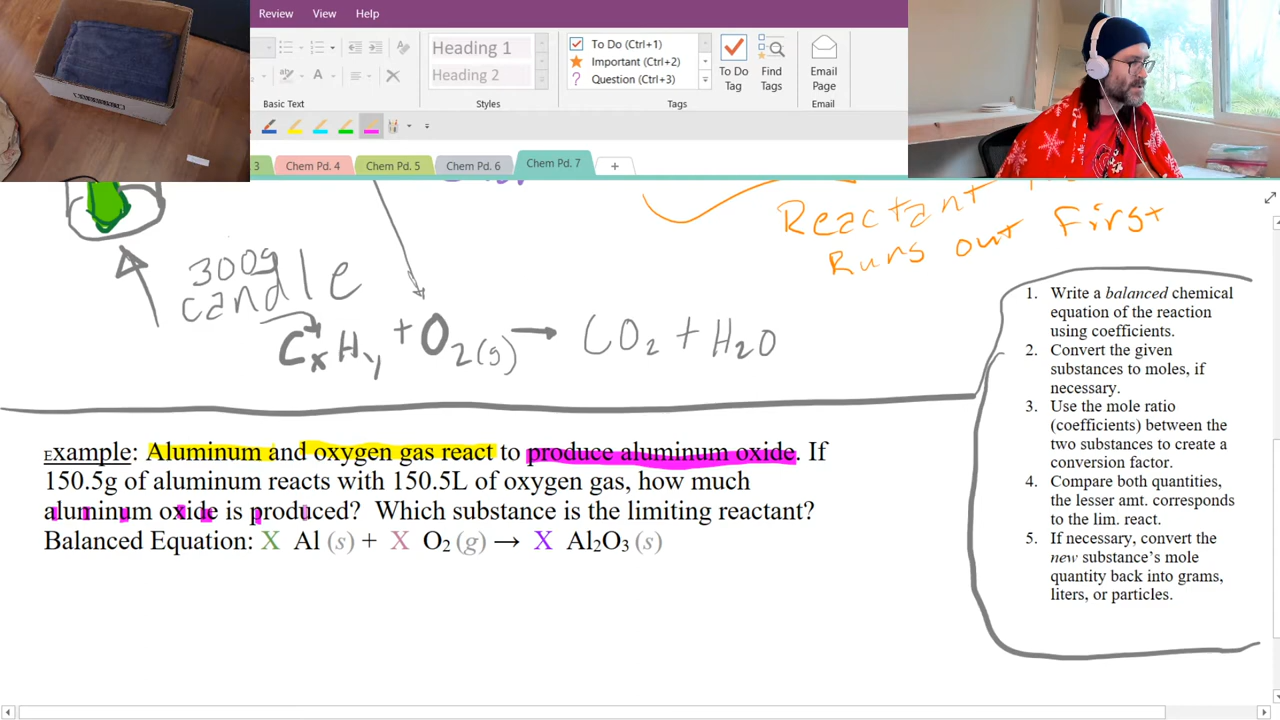 Review View Help
Heading 1
Heading 2
To Do (Ctrl+1)
Important (Ctrl+2)
Question (Ctrl+3)
To Do
Tag
Find
Tags
Email
Page
Basic Text Styles Tags Email
3 Chem Pd. 4 Chem Pd. 5 Chem Pd. 6 Chem Pd. 7 +
Reactant
Runs out First
300g
candle
CxHy + O2(g) → CO2 + H2O
Example: Aluminum and oxygen gas react to produce aluminum oxide. If
150.5g of aluminum reacts with 150.5L of oxygen gas, how much
aluminum oxide is produced? Which substance is the limiting reactant?
Balanced Equation: X Al (s) + X O2 (g) → X Al2O3 (s)
1. Write a balanced chemical
equation of the reaction
using coefficients.
2. Convert the given
substances to moles, if
necessary.
3. Use the mole ratio
(coefficients) between the
two substances to create a
conversion factor.
4. Compare both quantities,
the lesser amt. corresponds
to the lim. react.
5. If necessary, convert the
new substance's mole
quantity back into grams,
liters, or particles.